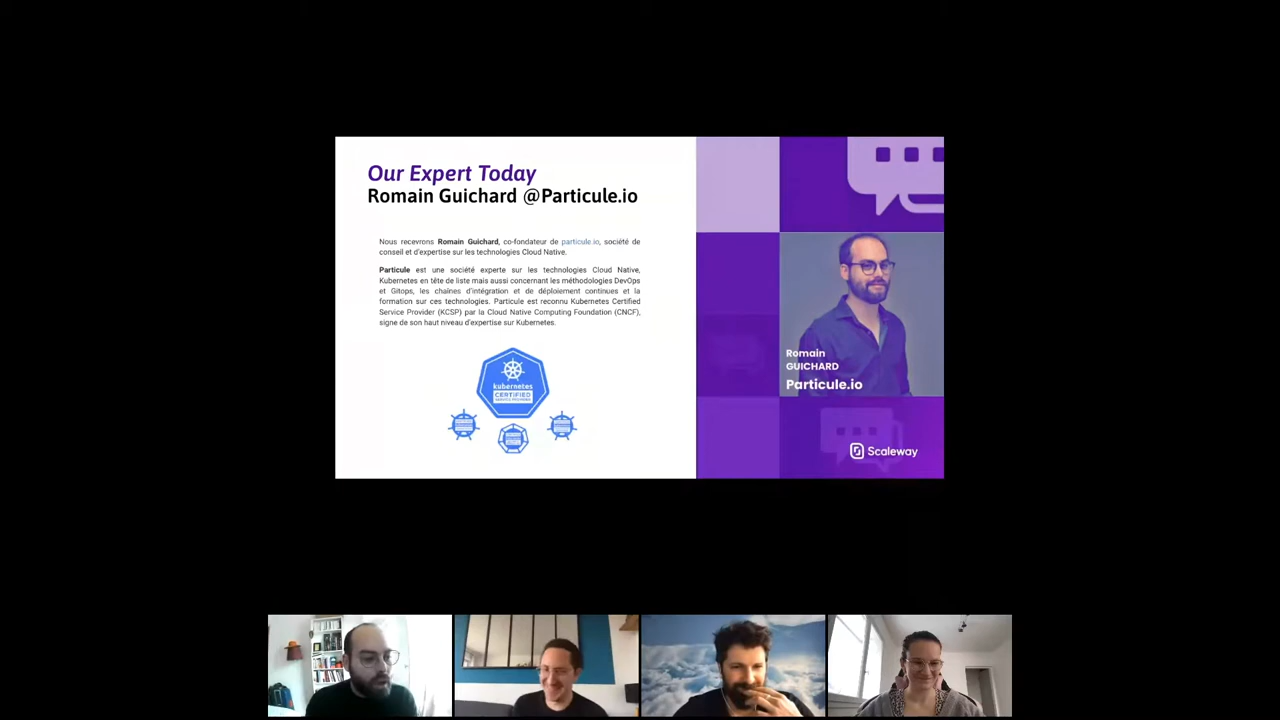 Our Expert Today
Romain Guichard @Particule.io
Nous recevrons Romain Guichard, co-fondateur de particule.io, société de
conseil et d'expertise sur les technologies Cloud Native.
Particule est une société experte sur les technologies Cloud Native,
Kubernetes en tête de liste mais aussi concernant les méthodologies DevOps
et Gitops, les chaînes d'intégration et de déploiement continues et la
formation sur ces technologies. Particule est reconnu Kubernetes Certified
Service Provider (KCSP) par la Cloud Native Computing Foundation (CNCF),
signe de son haut niveau d'expertise sur Kubernetes.
kubernetes
CERTIFIED
SERVICE PROVIDER
Romain
GUICHARD
Particule.io
Scaleway